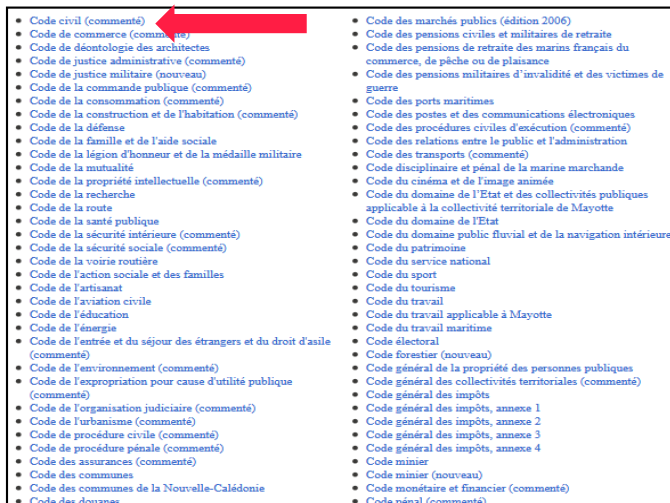 Code civil (commenté)
Code de commerce (commenté)
Code de déontologie des architectes
Code de justice administrative (commenté)
Code de justice militaire (nouveau)
Code de la commande publique (commenté)
Code de la consommation (commenté)
Code de la construction et de l'habitation (commenté)
Code de la défense
Code de la famille et de l'aide sociale
Code de la légion d'honneur et de la médaille militaire
Code de la mutualité
Code de la propriété intellectuelle (commenté)
Code de la recherche
Code de la route
Code de la santé publique
Code de la sécurité intérieure (commenté)
Code de la sécurité sociale (commenté)
Code de la voirie routière
Code de l'action sociale et des familles
Code de l'artisanat
Code de l'aviation civile
Code de l'éducation
Code de l'énergie
Code de l'entrée et du séjour des étrangers et du droit d'asile
(commenté)
Code de l'environnement (commenté)
Code de l'expropriation pour cause d'utilité publique
(commenté)
Code de l'organisation judiciaire (commenté)
Code de l'urbanisme (commenté)
Code de procédure civile (commenté)
Code de procédure pénale (commenté)
Code des assurances (commenté)
Code des communes
Code des communes de la Nouvelle-Calédonie
Code des douanes
Code des marchés publics (édition 2006)
Code des pensions civiles et militaires de retraite
Code des pensions de retraite des marins français du
commerce, de pêche ou de plaisance
Code des pensions militaires d'invalidité et des victimes de
guerre
Code des ports maritimes
Code des postes et des communications électroniques
Code des procédures civiles d'exécution (commenté)
Code des relations entre le public et l'administration
Code des transports (commenté)
Code disciplinaire et pénal de la marine marchande
Code du cinéma et de l'image animée
Code du domaine de l'Etat et des collectivités publiques
applicable à la collectivité territoriale de Mayotte
Code du domaine de l'Etat
Code du domaine public fluvial et de la navigation intérieure
Code du patrimoine
Code du service national
Code du sport
Code du tourisme
Code du travail
Code du travail applicable à Mayotte
Code du travail maritime
Code électoral
Code forestier (nouveau)
Code général de la propriété des personnes publiques
Code général des collectivités territoriales (commenté)
Code général des impôts
Code général des impôts, annexe 1
Code général des impôts, annexe 2
Code général des impôts, annexe 3
Code général des impôts, annexe 4
Code minier
Code minier (nouveau)
Code monétaire et financier (commenté)
Code pénal (commenté)